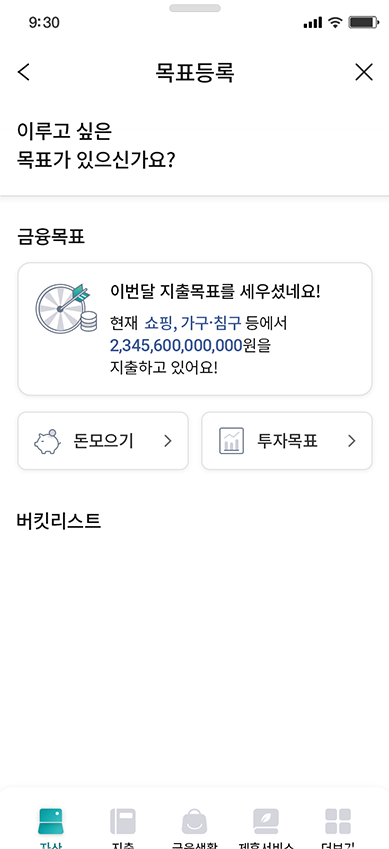 9:30
목표등록
이루고 싶은
목표가 있으신가요?
금융목표
이번달 지출목표를 세우셨네요!
현재 쇼핑, 가구·침구 등에서
2,345,600,000,000원을
지출하고 있어요!
돈모으기
투자목표
버킷리스트
자산 지출 금융생활 제휴서비스 더보기